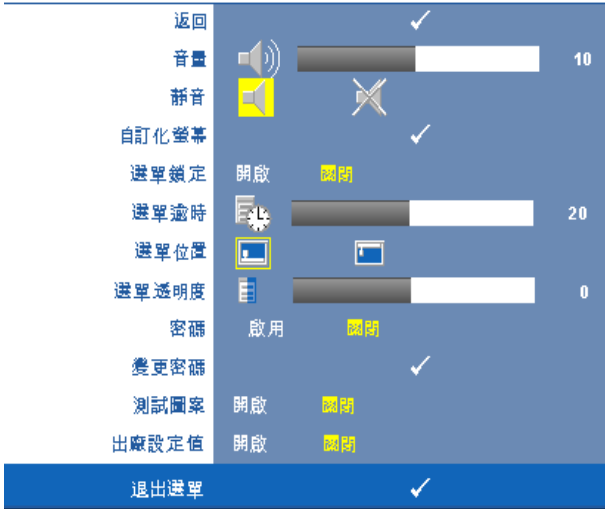 返回
音量 10
靜音
自訂化螢幕
選單鎖定 開啟 關閉
選單逾時 20
選單位置
選單透明度 0
密碼 啟用 關閉
變更密碼
測試圖案 開啟 關閉
出廠設定值 開啟 關閉
退出選單